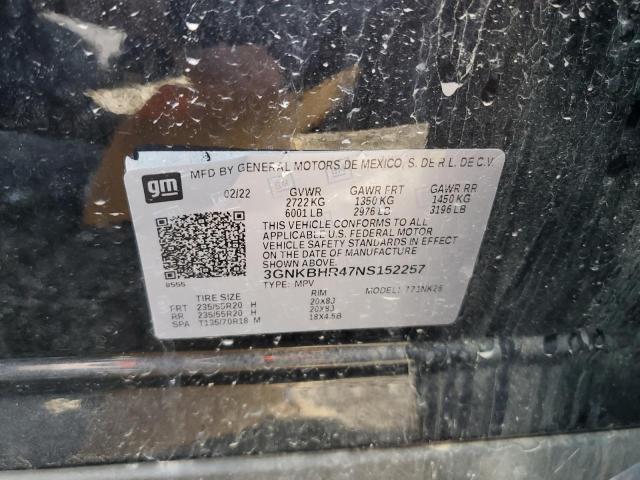 MFD BY GENERAL MOTORS DE MEXICO, S. DE R.L. DE C.V.
gm
02/22 GVWR GAWR FRT GAWR RR
2722 KG 1350 KG 1450 KG
6001 LB 2976 LB 3196 LB
THIS VEHICLE CONFORMS TO ALL
APPLICABLE U.S. FEDERAL MOTOR
VEHICLE SAFETY STANDARDS IN EFFECT
ON THE DATE OF MANUFACTURE
SHOWN ABOVE.
3GNKBHR47NS152257
8555
TYPE: MPV MODEL:
TIRE SIZE RIM
FRT 235/55R20 H 20X8J
RR 235/55R20 H 20X8J
SPA T135/70R18 M 18X4.5B